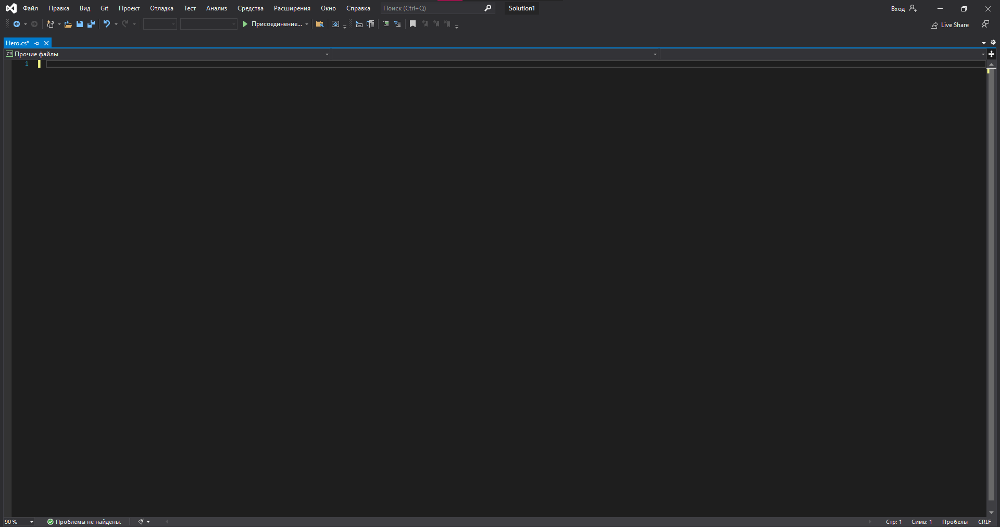 Файл Правка Вид Git Проект Отладка Тест Анализ Средства Расширения Окно Справка Поиск (Ctrl+Q) Solution1 Вход
Присоединение... Live Share
Hero.cs*
C# Прочие файлы
1
90 % Проблемы не найдены. Стр: 1 Симв: 1 Пробелы CRLF